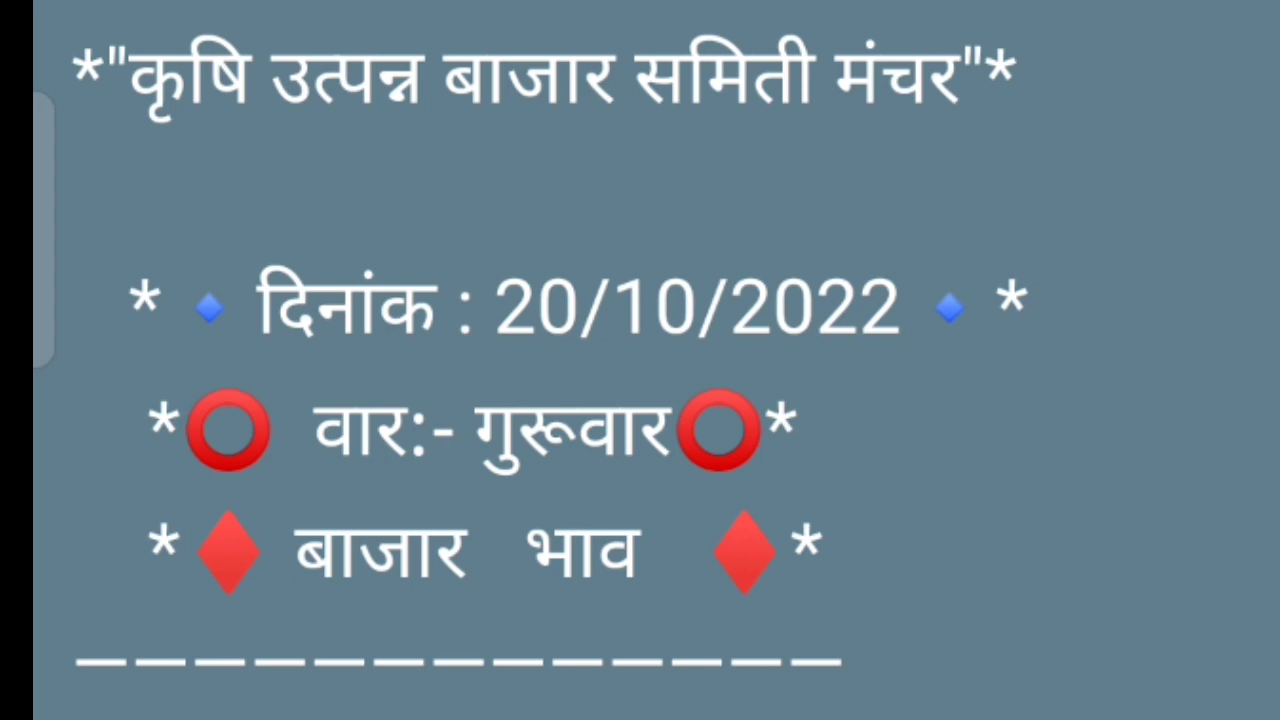 *"कृषि उत्पन्न बाजार समिती मंचर"*
*🔹दिनांक : 20/10/2022🔹*
*⭕ वार:- गुरूवार⭕*
*♦️ बाजार भाव ♦️*
–––––––––––––